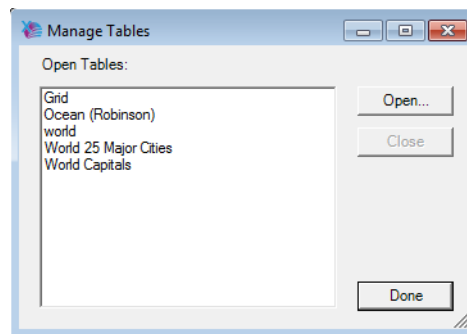 Manage Tables
Open Tables:
Grid
Ocean (Robinson)
world
World 25 Major Cities
World Capitals
Open...
Close
Done